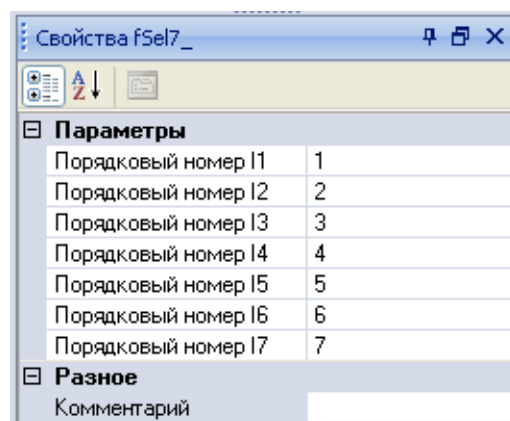 Свойства fSel7_
Параметры
Порядковый номер I1 1
Порядковый номер I2 2
Порядковый номер I3 3
Порядковый номер I4 4
Порядковый номер I5 5
Порядковый номер I6 6
Порядковый номер I7 7
Разное
Комментарий